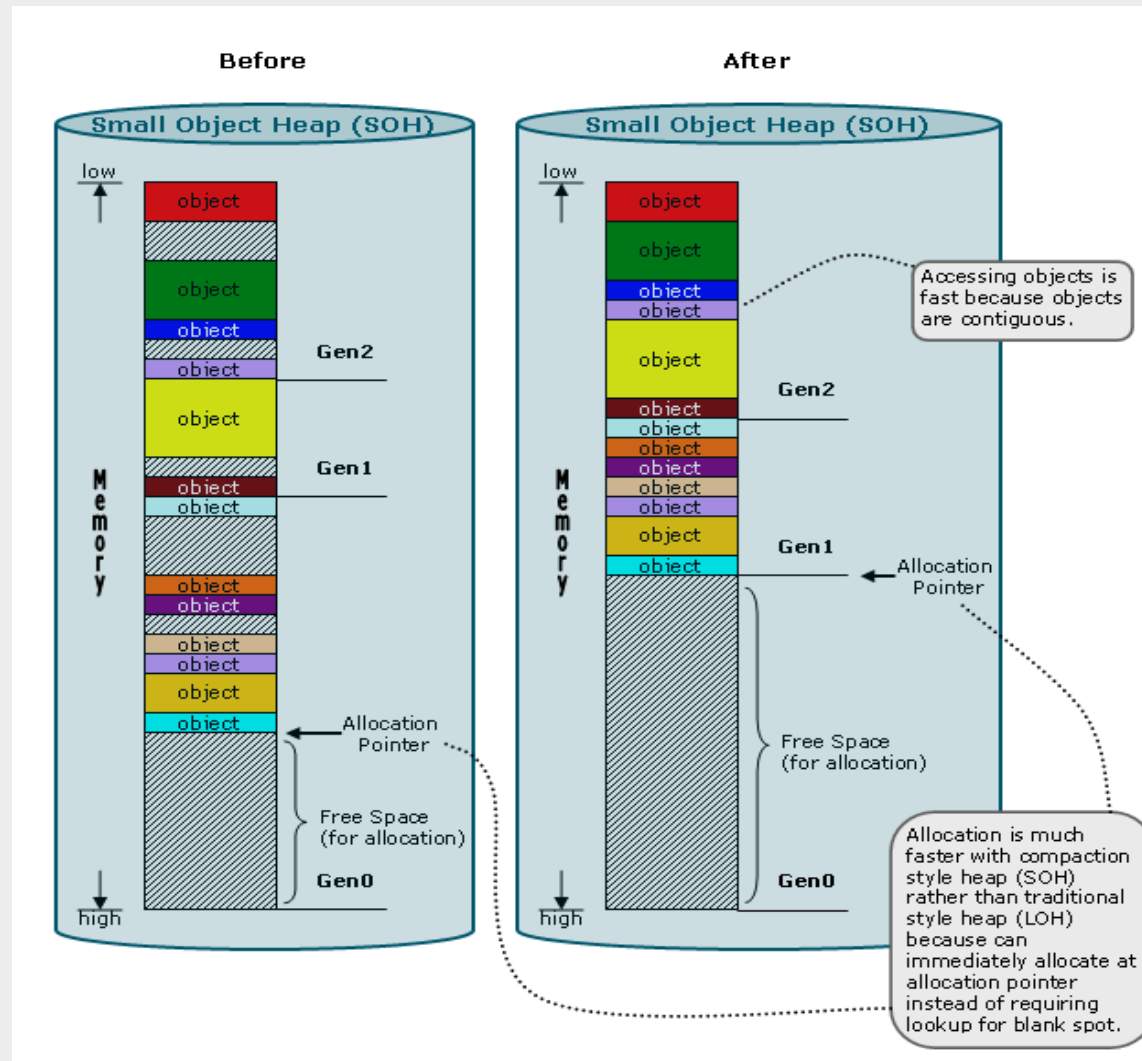 Before
Small Object Heap (SOH)
low
object
object
object
object
Gen2
object
Gen1
object
object
object
object
object
object
object
object
Allocation
Pointer
Free Space
(for allocation)
Gen0
high
Memory
After
Small Object Heap (SOH)
low
object
object
object
object
object
Gen2
object
object
object
object
object
object
object
Gen1
object
Allocation
Pointer
Free Space
(for allocation)
Gen0
Memory
high
Accessing objects is
fast because objects
are contiguous.
Allocation is much
faster with compaction
style heap (SOH)
rather than traditional
style heap (LOH)
because can
immediately allocate at
allocation pointer
instead of requiring
lookup for blank spot.